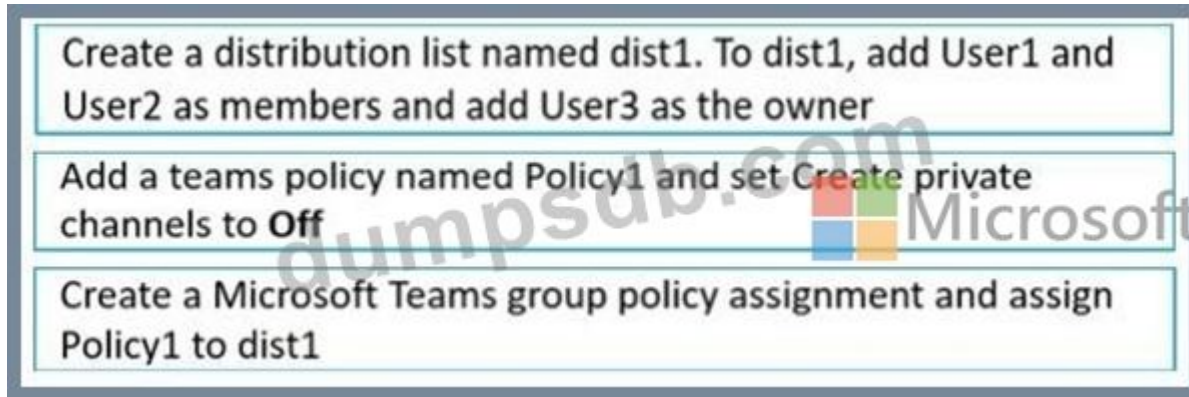 Create a distribution list named dist1. To dist1, add User1 and
User2 as members and add User3 as the owner
Add a teams policy named Policy1 and set Create private
channels to Off
Create a Microsoft Teams group policy assignment and assign
Policy1 to dist1
dumpsdb.com
Microsoft